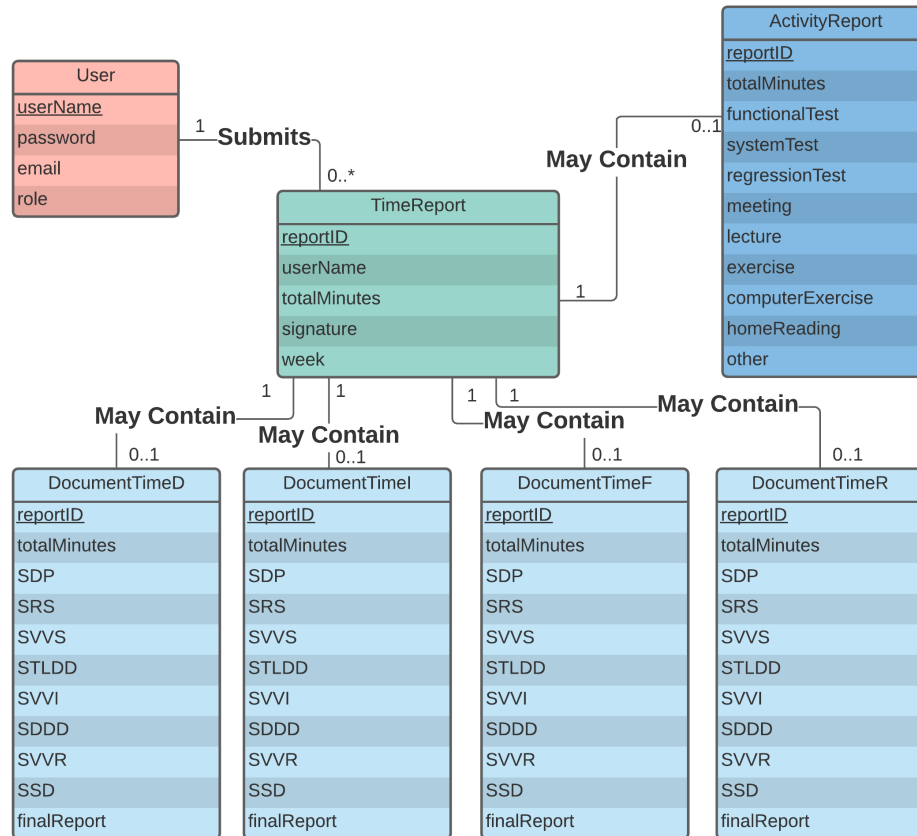 User
userName
password
email
role
1
Submits
0..*
TimeReport
reportID
userName
totalMinutes
signature
week
1
May Contain
0..1
ActivityReport
reportID
totalMinutes
functionalTest
systemTest
regressionTest
meeting
lecture
exercise
computerExercise
homeReading
other
1
May Contain
0..1
1
May Contain
0..1
1
May Contain
0..1
1
May Contain
0..1
DocumentTimeD
reportID
totalMinutes
SDP
SRS
SVVS
STLDD
SVVI
SDDD
SVVR
SSD
finalReport
DocumentTimeI
reportID
totalMinutes
SDP
SRS
SVVS
STLDD
SVVI
SDDD
SVVR
SSD
finalReport
DocumentTimeF
reportID
totalMinutes
SDP
SRS
SVVS
STLDD
SVVI
SDDD
SVVR
SSD
finalReport
DocumentTimeR
reportID
totalMinutes
SDP
SRS
SVVS
STLDD
SVVI
SDDD
SVVR
SSD
finalReport